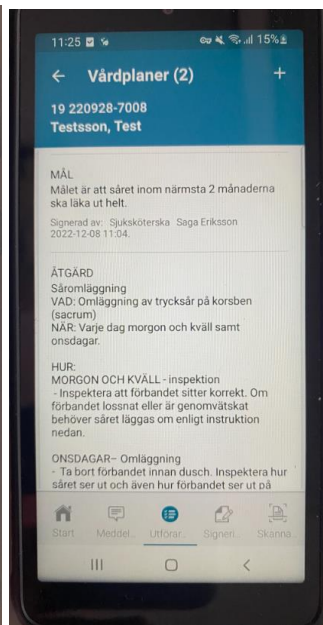 11:25 15%
Vårdplaner (2)
19 220928-7008
Testsson, Test
MÅL
Målet är att såret inom närmsta 2 månaderna
ska läka ut helt.
Signerad av: Sjuksköterska Saga Eriksson
2022-12-08 11:04.
ÅTGÄRD
Såromläggning
VAD: Omläggning av trycksår på korsben
(sacrum)
NÄR: Varje dag morgon och kväll samt
onsdagar.
HUR:
MORGON OCH KVÄLL - inspektion
- Inspektera att förbandet sitter korrekt. Om
förbandet lossnat eller är genomvätskat
behöver såret läggas om enligt instruktion
nedan.
ONSDAGAR– Omläggning
- Ta bort förbandet innan dusch. Inspektera hur
såret ser ut och även hur förbandet ser ut på
Start Meddel... Utförar... Signeri... Skanna...